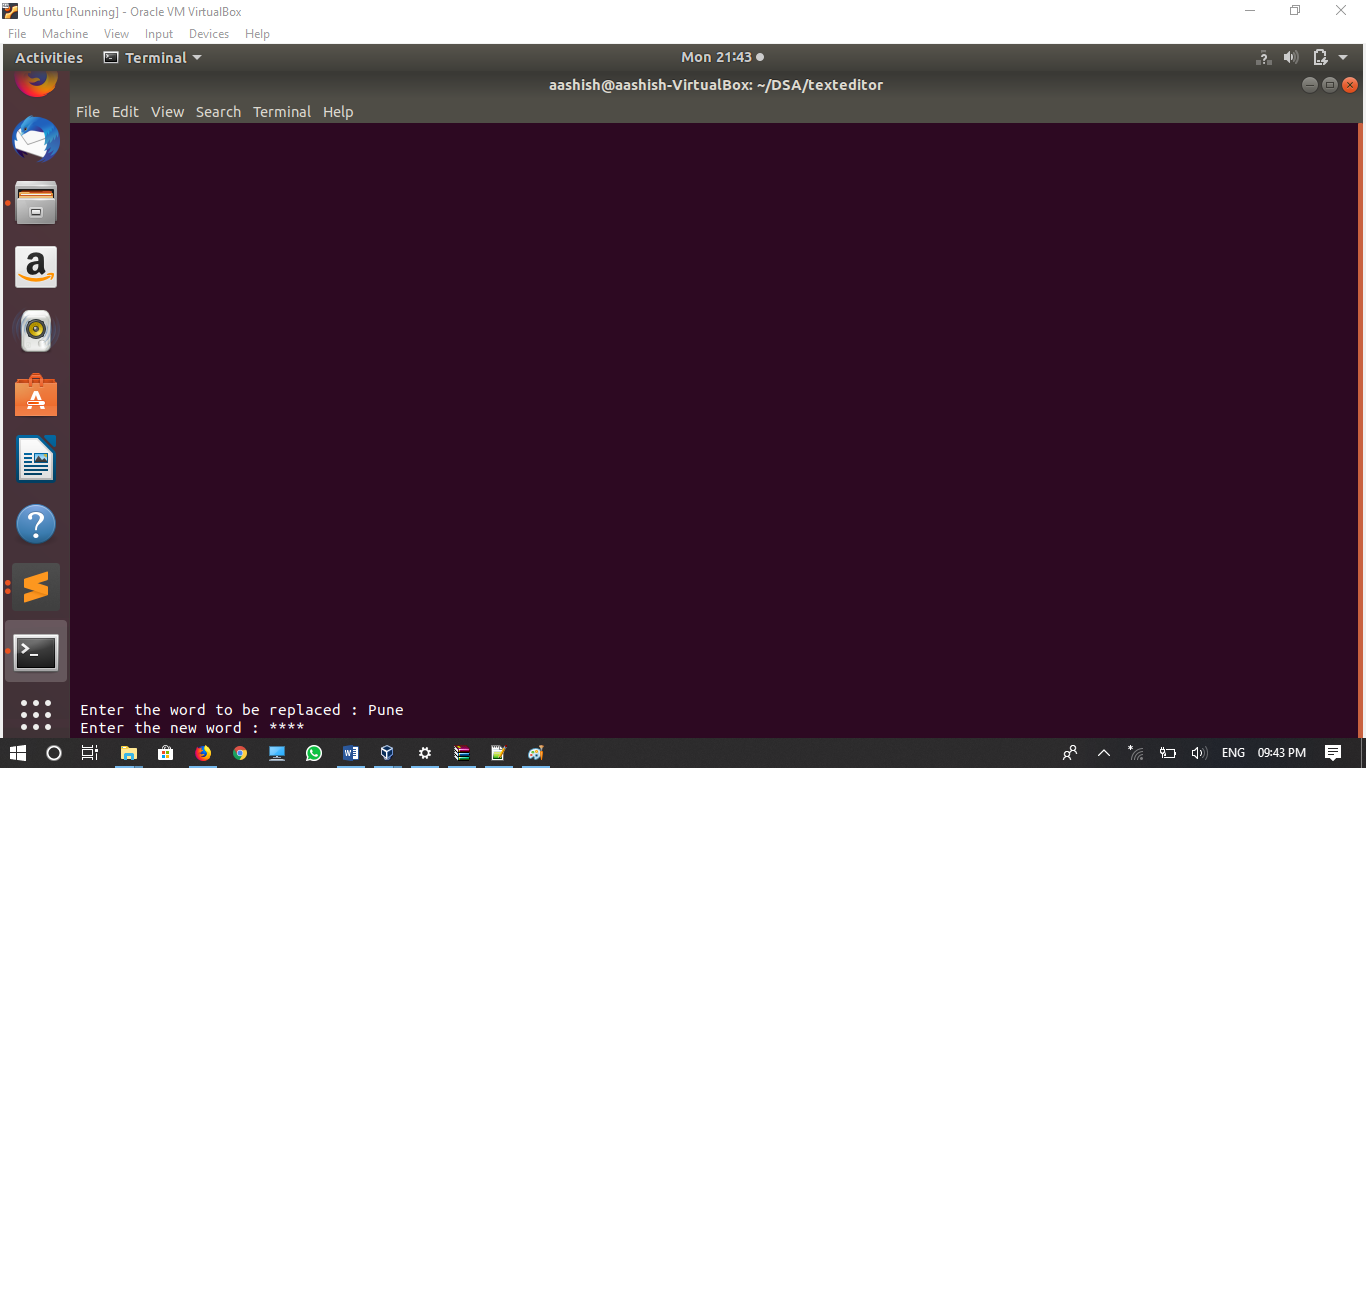 Ubuntu [Running] - Oracle VM VirtualBox
File Machine View Input Devices Help
Activities Terminal Mon 21:43
aashish@aashish-VirtualBox: ~/DSA/texteditor
File Edit View Search Terminal Help
Enter the word to be replaced : Pune
Enter the new word : ****
ENG 09:43 PM